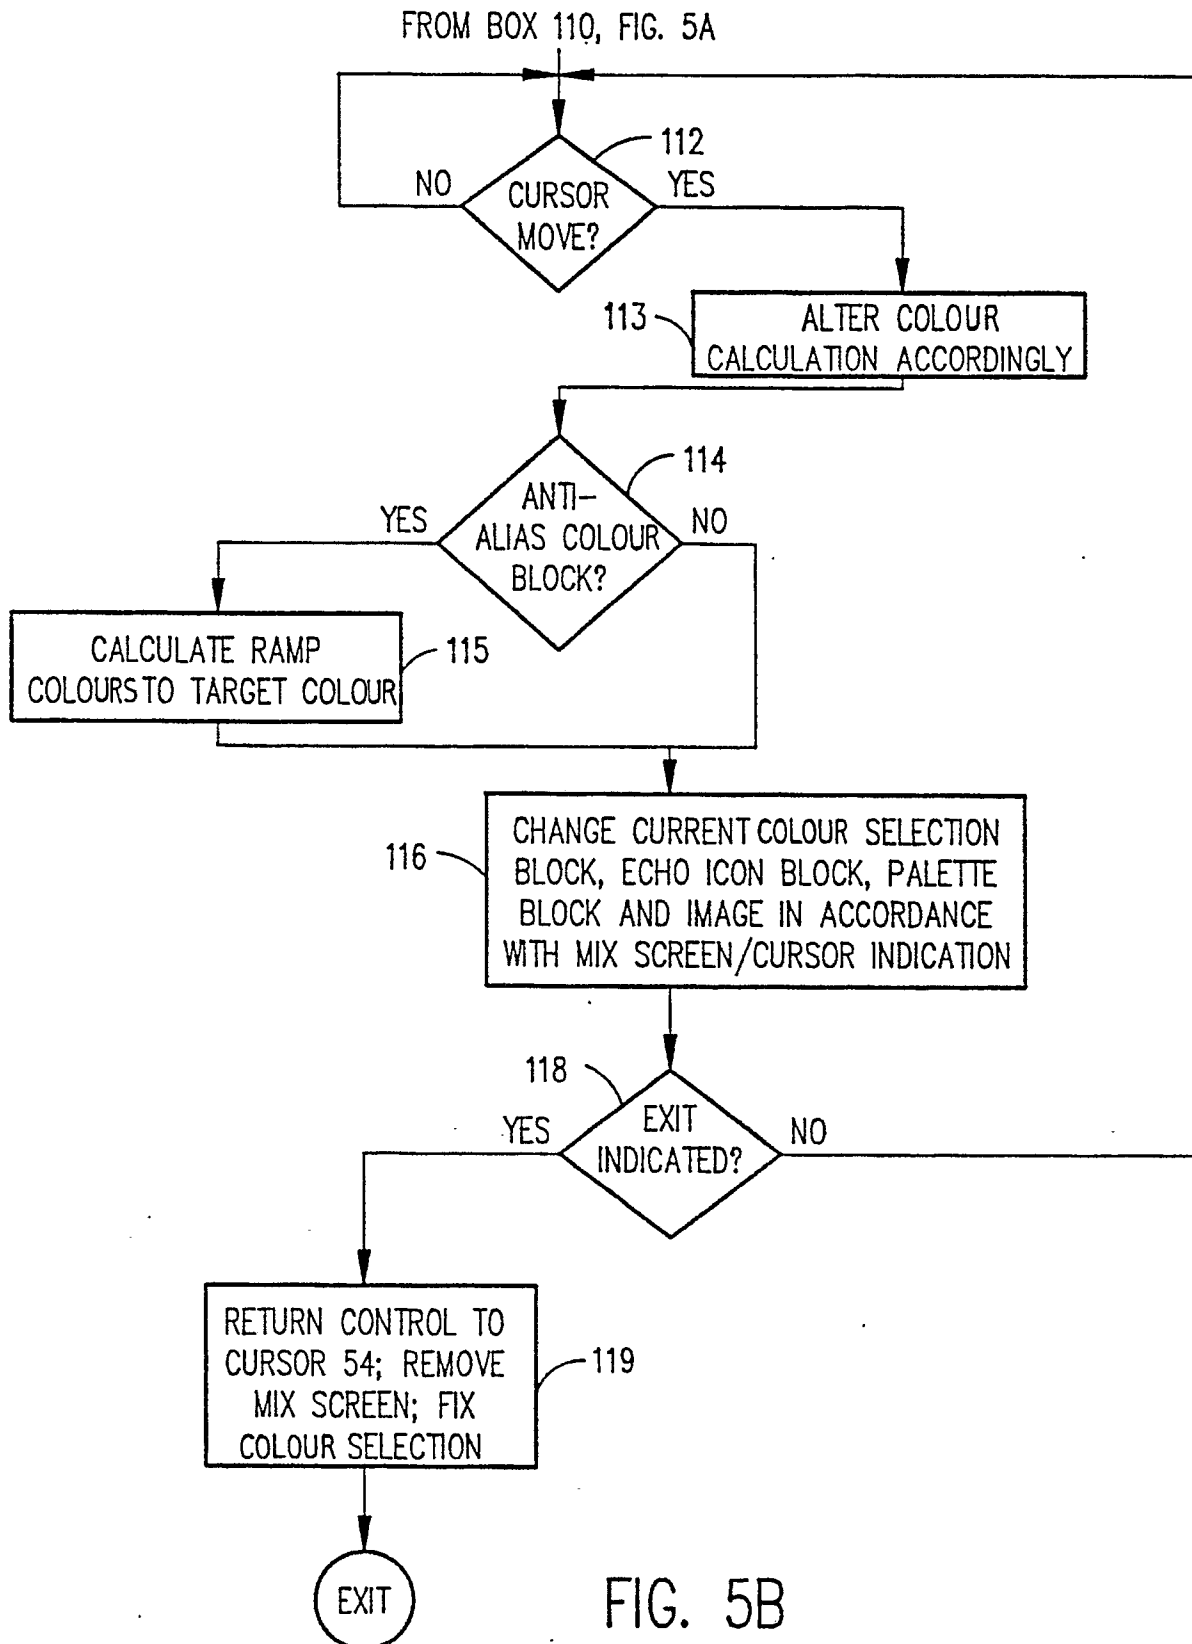 FROM BOX 110, FIG. 5A
112
NO
YES
CURSOR
MOVE?
113
ALTER COLOUR
CALCULATION ACCORDINGLY
114
YES
NO
ANTI-
ALIAS COLOUR
BLOCK?
CALCULATE RAMP
COLOURS TO TARGET COLOUR
115
116
CHANGE CURRENT COLOUR SELECTION
BLOCK, ECHO ICON BLOCK, PALETTE
BLOCK AND IMAGE IN ACCORDANCE
WITH MIX SCREEN/CURSOR INDICATION
118
YES
NO
EXIT
INDICATED?
RETURN CONTROL TO
CURSOR 54; REMOVE
MIX SCREEN; FIX
COLOUR SELECTION
119
EXIT
FIG. 5B